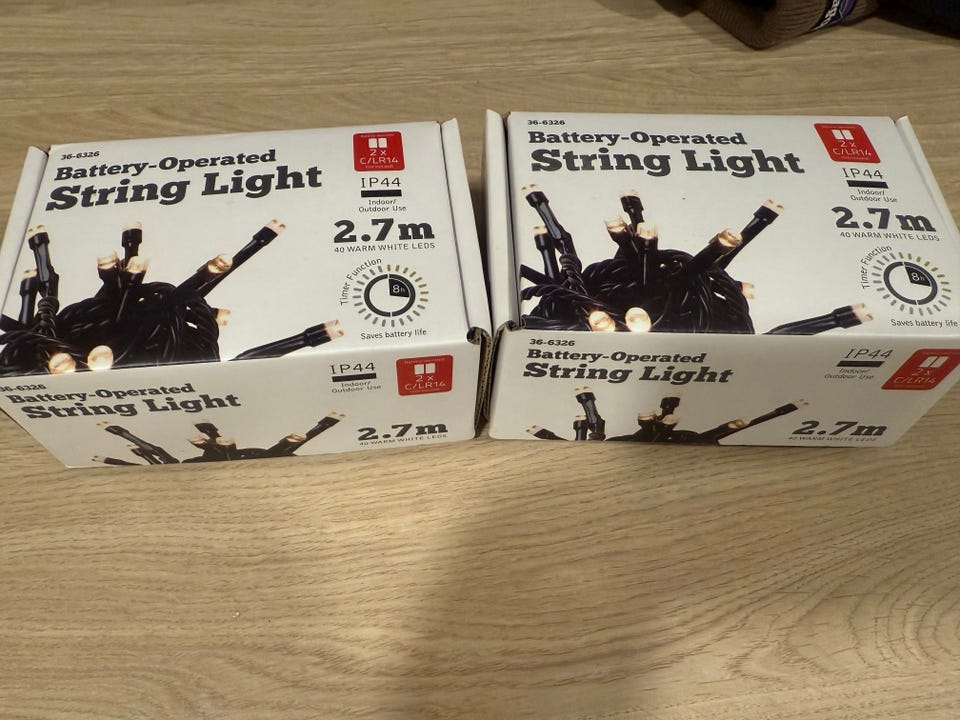 36-6326
Battery-Operated
String Light
2 x
C/LR14
IP44
Indoor/
Outdoor Use
2.7m
40 WARM WHITE LEDS
Timer Function
8h
Saves battery life
36-6326
Battery-Operated
String Light
IP44
Indoor/
Outdoor Use
2 x
C/LR14
2.7m
40 WARM WHITE LEDS
36-6326
Battery-Operated
String Light
2 x
C/LR14
IP44
Indoor/
Outdoor Use
2.7m
40 WARM WHITE LEDS
Timer Function
8h
Saves battery life
36-6326
Battery-Operated
String Light
IP44
Indoor/
Outdoor Use
2 x
C/LR14
2.7m
40 WARM WHITE LEDS